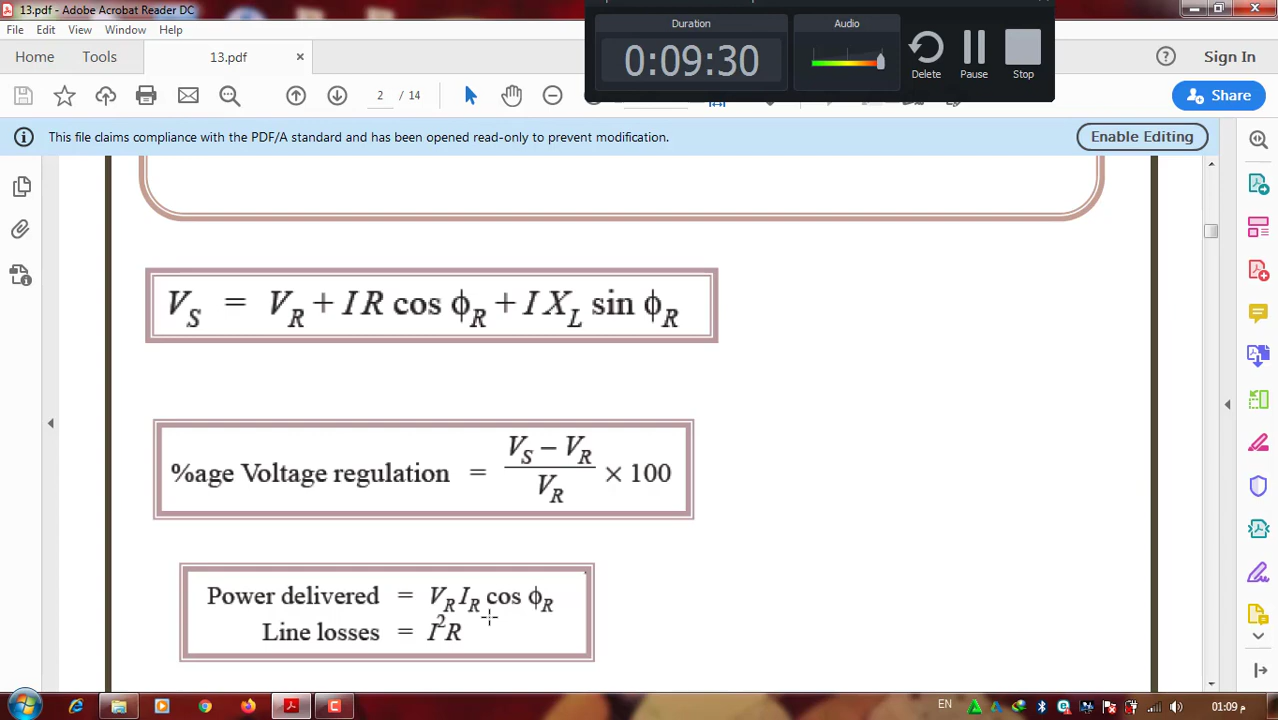 13.pdf - Adobe Acrobat Reader DC
File Edit View Window Help
Duration
Audio
0:09:30
Delete Pause Stop
Home Tools 13.pdf
Sign In
2 / 14
Share
This file claims compliance with the PDF/A standard and has been opened read-only to prevent modification.
Enable Editing
V_S = V_R + I R cos ϕ_R + I X_L sin ϕ_R
%age Voltage regulation = (V_S − V_R)/V_R × 100
Power delivered = V_R I_R cos ϕ_R
Line losses = I²R
EN
01:09 م